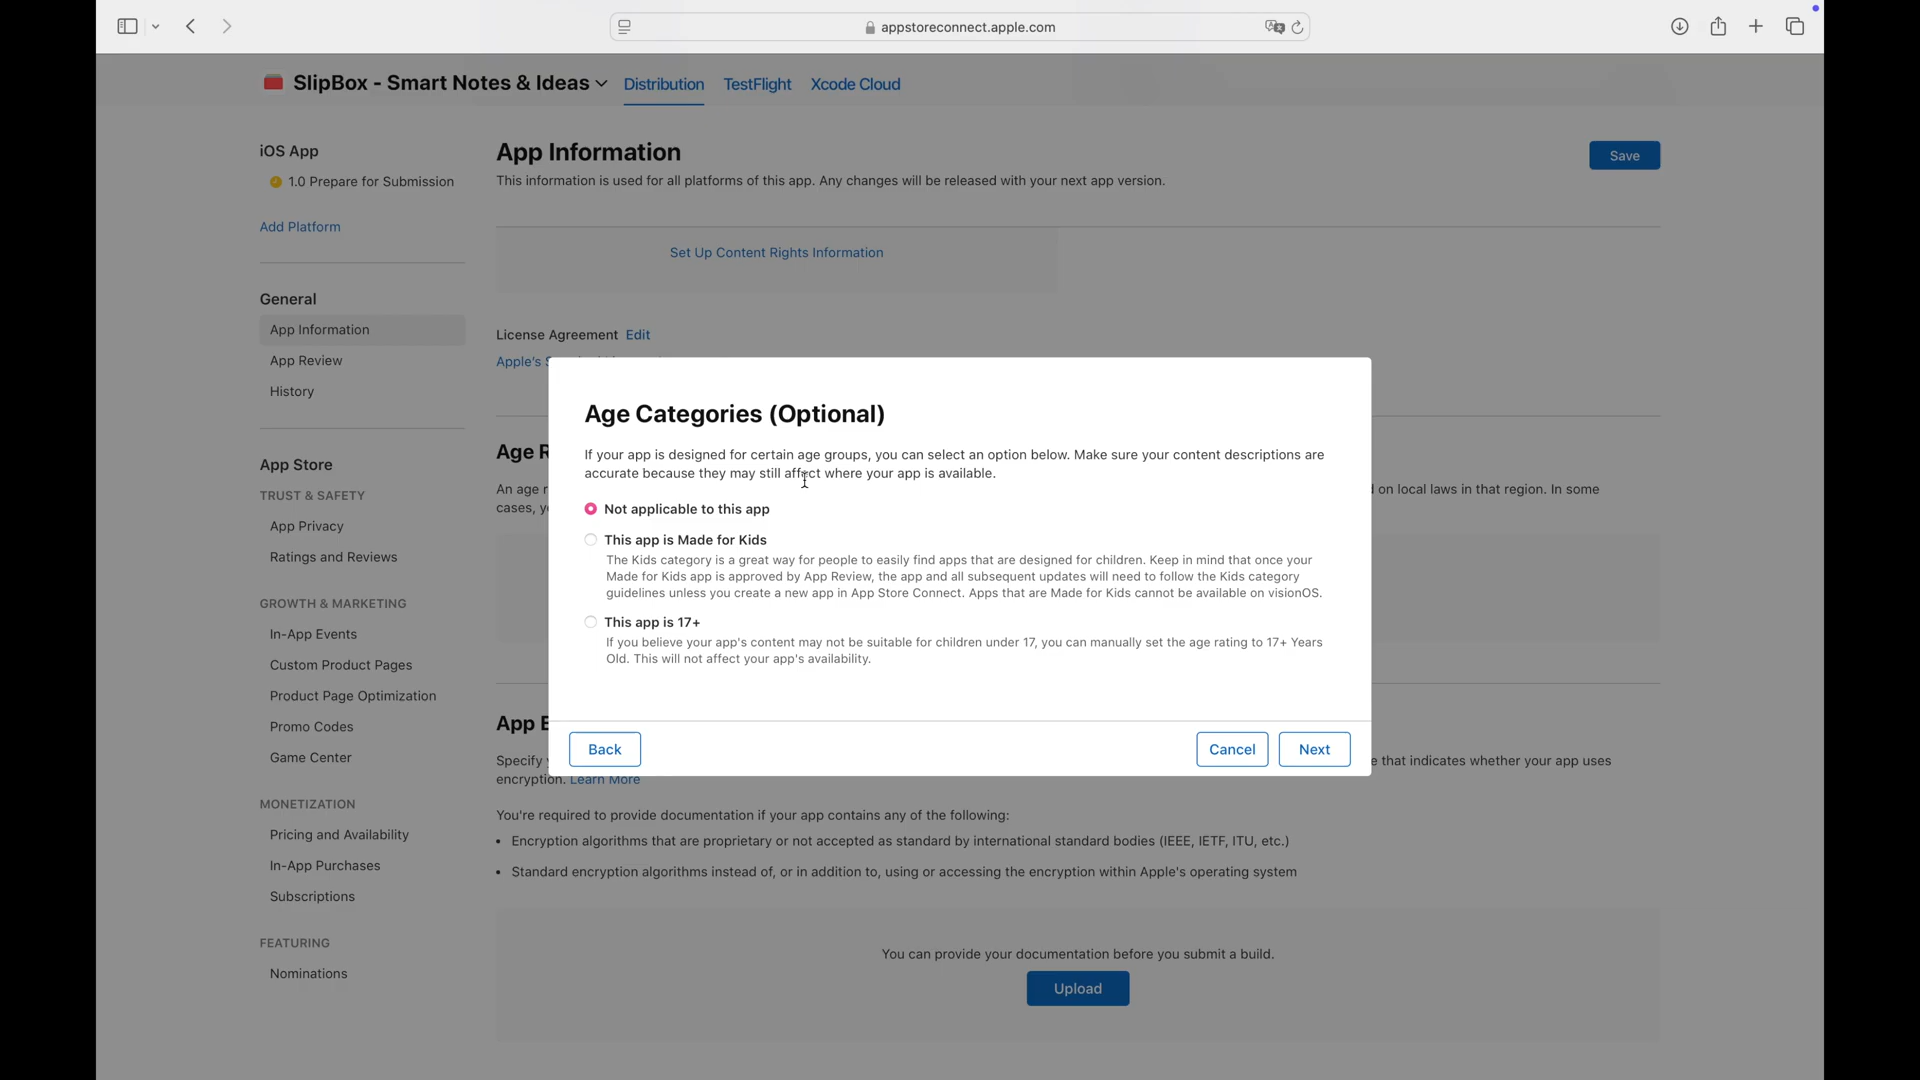 appstoreconnect.apple.com
SlipBox - Smart Notes & Ideas
Distribution
TestFlight
Xcode Cloud
iOS App
1.0 Prepare for Submission
Add Platform
General
App Information
App Review
History
App Store
TRUST & SAFETY
App Privacy
Ratings and Reviews
GROWTH & MARKETING
In-App Events
Custom Product Pages
Product Page Optimization
Promo Codes
Game Center
MONETIZATION
Pricing and Availability
In-App Purchases
Subscriptions
FEATURING
Nominations
App Information
Save
This information is used for all platforms of this app. Any changes will be released with your next app version.
Set Up Content Rights Information
License Agreement Edit
Apple's
Age
An age
d on local laws in that region. In some
cases,
Age Categories (Optional)
If your app is designed for certain age groups, you can select an option below. Make sure your content descriptions are
accurate because they may still affect where your app is available.
Not applicable to this app
This app is Made for Kids
The Kids category is a great way for people to easily find apps that are designed for children. Keep in mind that once your
Made for Kids app is approved by App Review, the app and all subsequent updates will need to follow the Kids category
guidelines unless you create a new app in App Store Connect. Apps that are Made for Kids cannot be available on visionOS.
This app is 17+
If you believe your app's content may not be suitable for children under 17, you can manually set the age rating to 17+ Years
Old. This will not affect your app's availability.
Back
Cancel
Next
App
Specify
e that indicates whether your app uses
encryption. Learn More
You're required to provide documentation if your app contains any of the following:
• Encryption algorithms that are proprietary or not accepted as standard by international standard bodies (IEEE, IETF, ITU, etc.)
• Standard encryption algorithms instead of, or in addition to, using or accessing the encryption within Apple's operating system
You can provide your documentation before you submit a build.
Upload